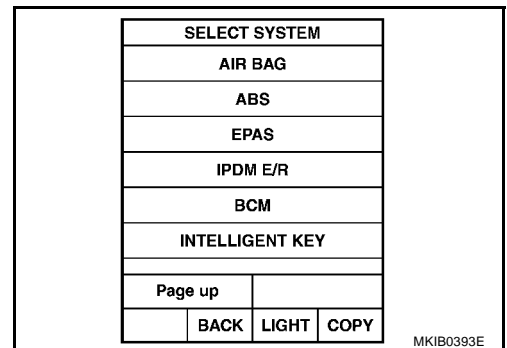 SELECT SYSTEM
AIR BAG
ABS
EPAS
IPDM E/R
BCM
INTELLIGENT KEY
Page up
BACK LIGHT COPY
MKIB0393E